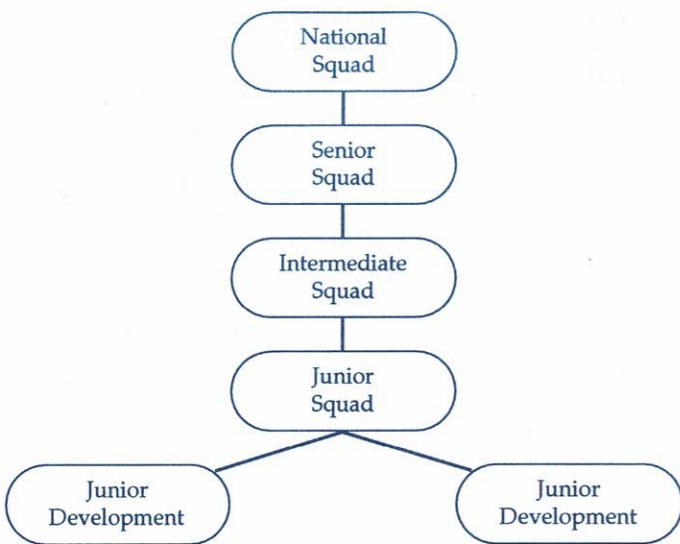 National
Squad
Senior
Squad
Intermediate
Squad
Junior
Squad
Junior
Development
Junior
Development